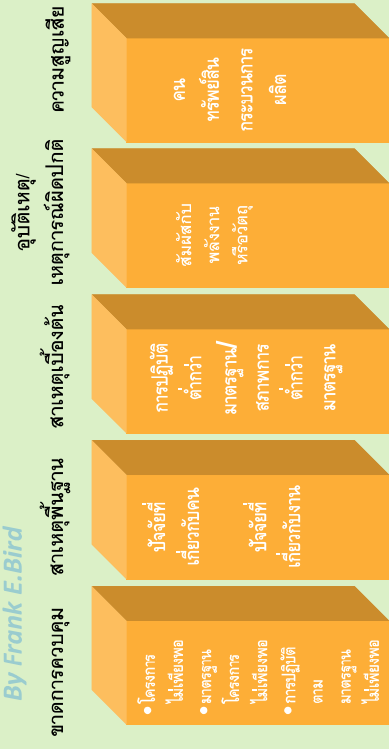 By Frank E.Bird
ขาดการควบคุม
สาเหตุพื้นฐาน
สาเหตุเบื้องต้น
อุบัติเหตุ/
เหตุการณ์ผิดปกติ
ความสูญเสีย
● โครงการ
ไม่เพียงพอ
● มาตรฐาน
โครงการ
ไม่เพียงพอ
● การปฏิบัติ
ตาม
มาตรฐาน
ไม่เพียงพอ
ปัจจัยที่
เกี่ยวกับคน
ปัจจัยที่
เกี่ยวกับงาน
การปฏิบัติ
ต่ำกว่า
มาตรฐาน/
สภาพการ
ต่ำกว่า
มาตรฐาน
สัมผัสกับ
พลังงาน
หรือวัตถุ
คน
ทรัพย์สิน
กระบวนการ
ผลิต